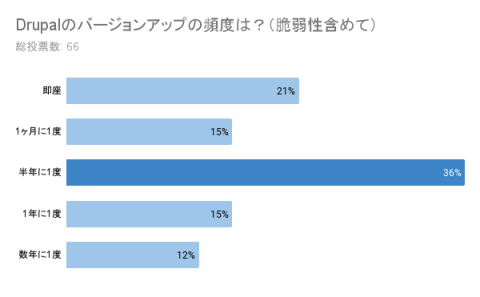 Drupalのバージョンアップの頻度は？（脆弱性含めて）
総投票数: 66
即座 21%
1ヶ月に1度 15%
半年に1度 36%
1年に1度 15%
数年に1度 12%